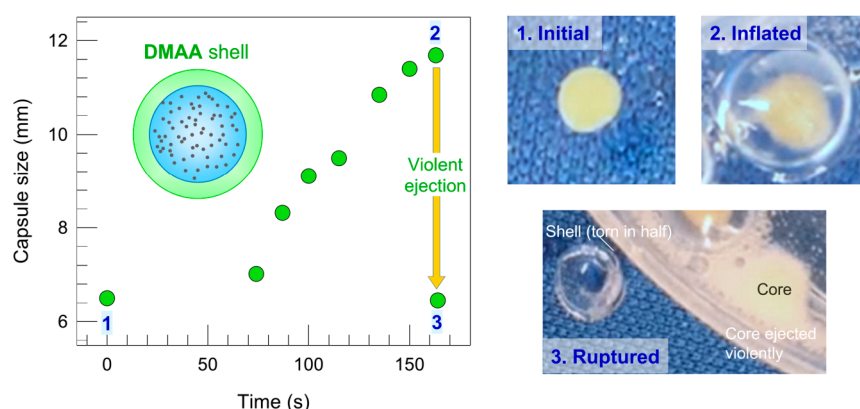 DMAA shell
12
10
8
6
Capsule size (mm)
0
50
100
150
Time (s)
1
2
3
Violent
ejection
1. Initial
2. Inflated
Shell (torn in half)
Core
Core ejected
violently
3. Ruptured